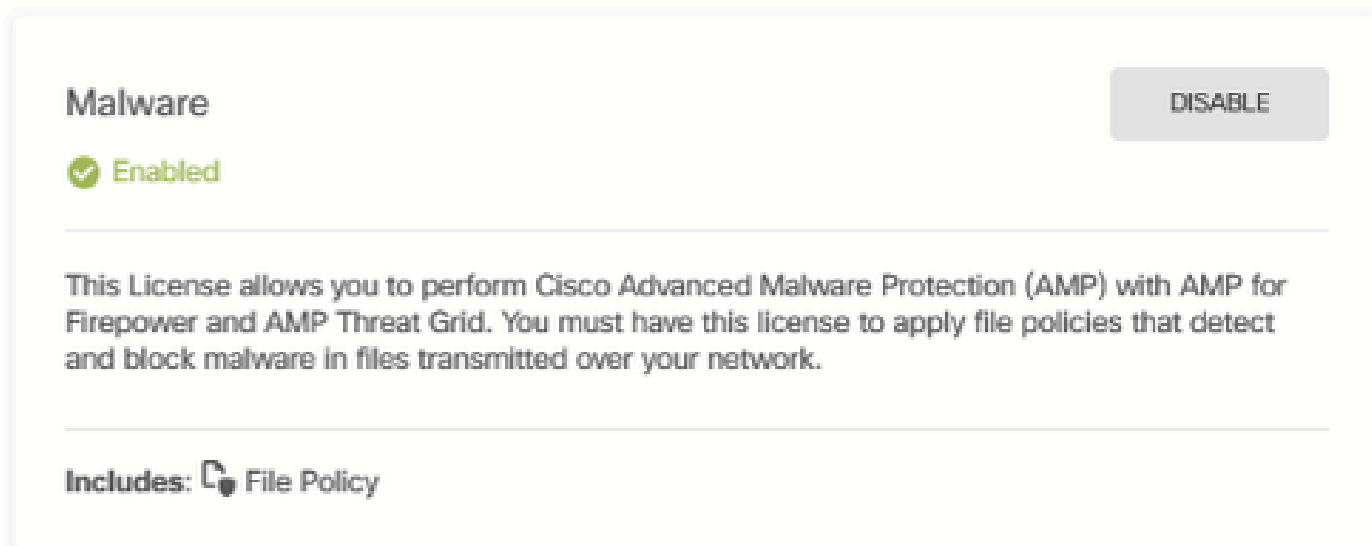 Malware
DISABLE
Enabled
This License allows you to perform Cisco Advanced Malware Protection (AMP) with AMP for
Firepower and AMP Threat Grid. You must have this license to apply file policies that detect
and block malware in files transmitted over your network.
Includes: File Policy